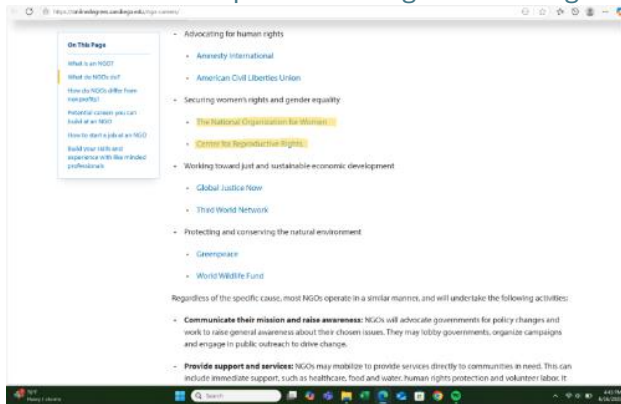 https://onlinedegrees.sandiego.edu/ngo-careers/
On This Page
What is an NGO?
What do NGOs do?
How do NGOs differ from
nonprofits?
Potential careers you can
build at an NGO
How to start a job at an NGO
Build your skills and
experience with like minded
professionals
Advocating for human rights
Amnesty International
American Civil Liberties Union
Securing women's rights and gender equality
The National Organization for Women
Center for Reproductive Rights
Working toward just and sustainable economic development
Global Justice Now
Third World Network
Protecting and conserving the natural environment
Greenpeace
World Wildlife Fund
Regardless of the specific cause, most NGOs operate in a similar manner, and will undertake the following activities:
Communicate their mission and raise awareness: NGOs will advocate governments for policy changes and
work to raise general awareness about their chosen issues. They may lobby governments, organize campaigns
and engage in public outreach to drive change.
Provide support and services: NGOs may mobilize to provide services directly to communities in need. This can
include immediate support, such as healthcare, food and water, human rights protection and volunteer labor. It
Search